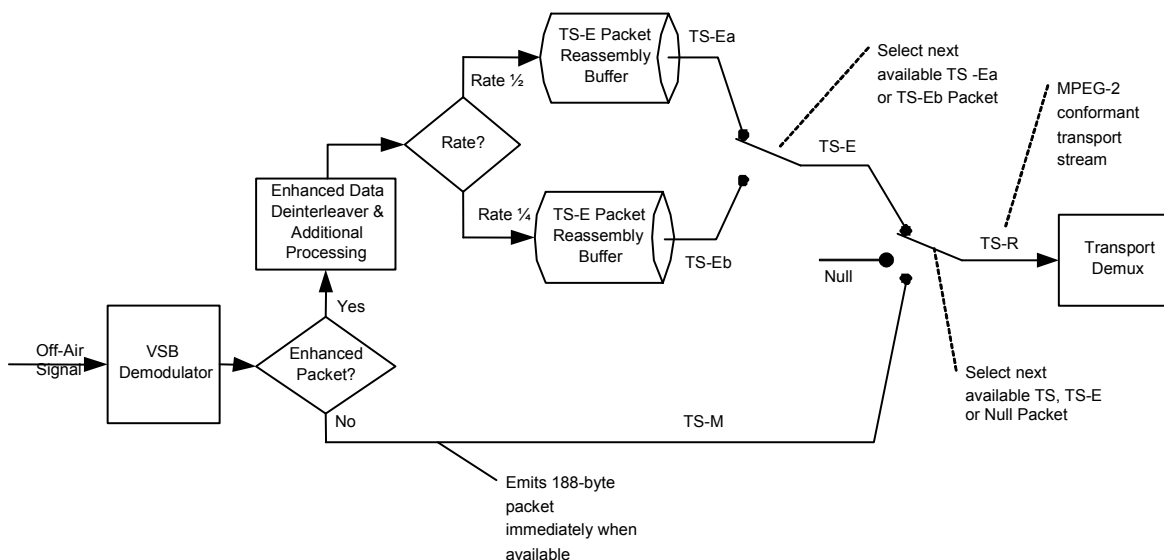 TS-E Packet
Reassembly
Buffer
TS-Ea
Select next
available TS -Ea
or TS-Eb Packet
MPEG-2
conformant
transport
stream
Rate ½
Rate?
TS-E
Enhanced Data
Deinterleaver &
Additional
Processing
Rate ¼
TS-E Packet
Reassembly
Buffer
TS-Eb
TS-R
Transport
Demux
Null
Yes
Off-Air
Signal
VSB
Demodulator
Enhanced
Packet?
Select next
available TS, TS-E
or Null Packet
No
TS-M
Emits 188-byte
packet
immediately when
available